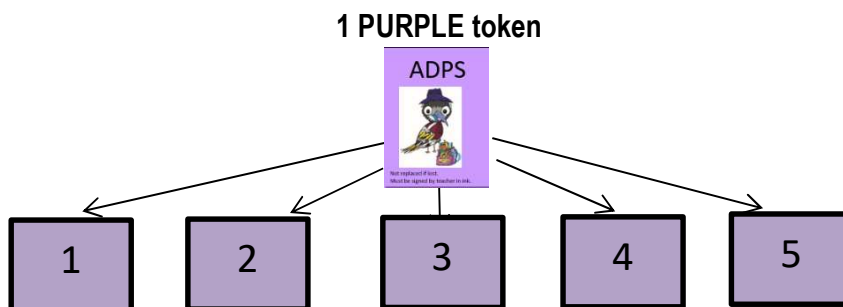 1 PURPLE token
ADPS
Not replaced if lost.
Must be signed by teacher in ink.
1 2 3 4 5